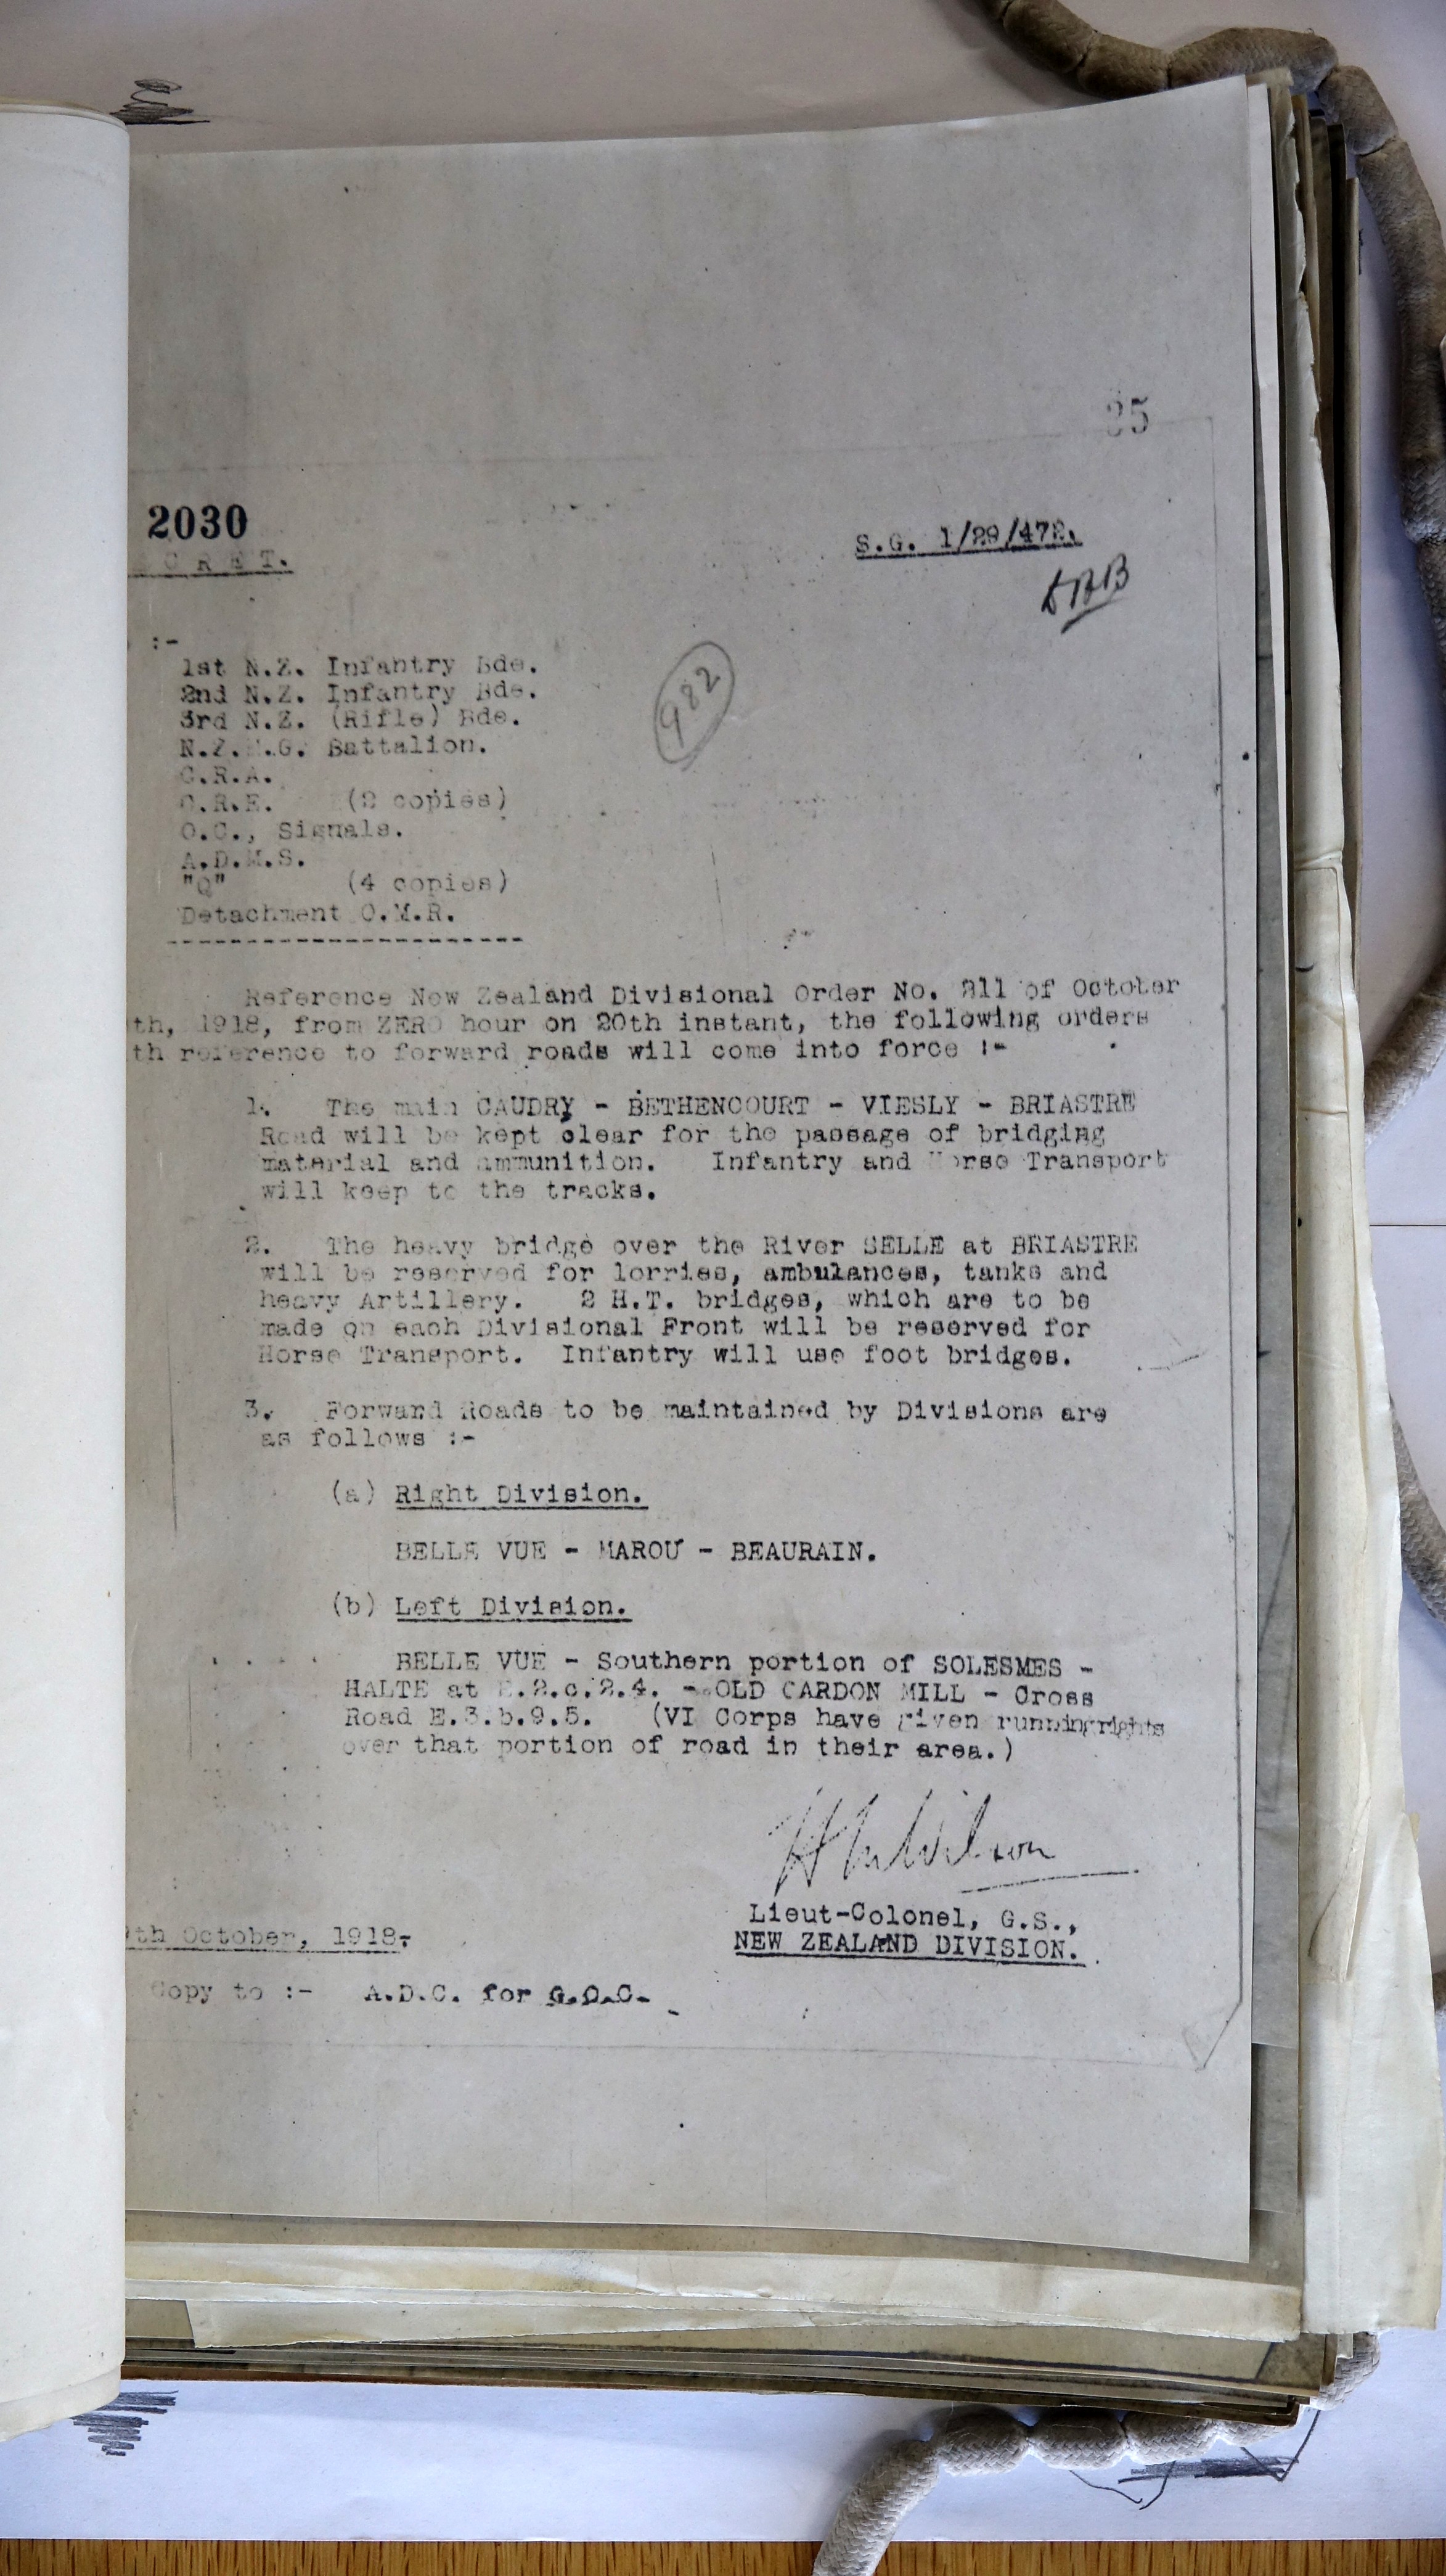 35
2030
S.G. 1/29/472.
C R E T.
:-
1st N.Z. Infantry Bde.
2nd N.Z. Infantry Bde.
3rd N.Z. (Rifle) Bde.
982
N.Z.M.G. Battalion.
C.R.A.
C.R.E. (2 copies)
O.C., Signals.
A.D.M.S.
"Q" (4 copies)
Detachment O.M.R.
Reference New Zealand Divisional Order No. 211 of October
th, 1918, from ZERO hour on 20th instant, the following orders
th reference to forward roads will come into force :-
1. The main CAUDRY - BETHENCOURT - VIESLY - BRIASTRE
Road will be kept clear for the passage of bridging
material and ammunition. Infantry and Horse Transport
will keep to the tracks.
2. The heavy bridge over the River SELLE at BRIASTRE
will be reserved for lorries, ambulances, tanks and
heavy Artillery. 2 H.T. bridges, which are to be
made on each Divisional Front will be reserved for
Horse Transport. Infantry will use foot bridges.
3. Forward Roads to be maintained by Divisions are
as follows :-
(a) Right Division.
BELLE VUE - MAROU - BEAURAIN.
(b) Left Division.
BELLE VUE - Southern portion of SOLESMES -
HALTE at E.2.c.2.4. - OLD CARDON MILL - Cross
Road E.3.b.9.5. (VI Corps have given running rights
over that portion of road in their area.)
Wilson
Lieut-Colonel, G.S.,
NEW ZEALAND DIVISION.
9th October, 1918.
Copy to :- A.D.C. for G.O.C.